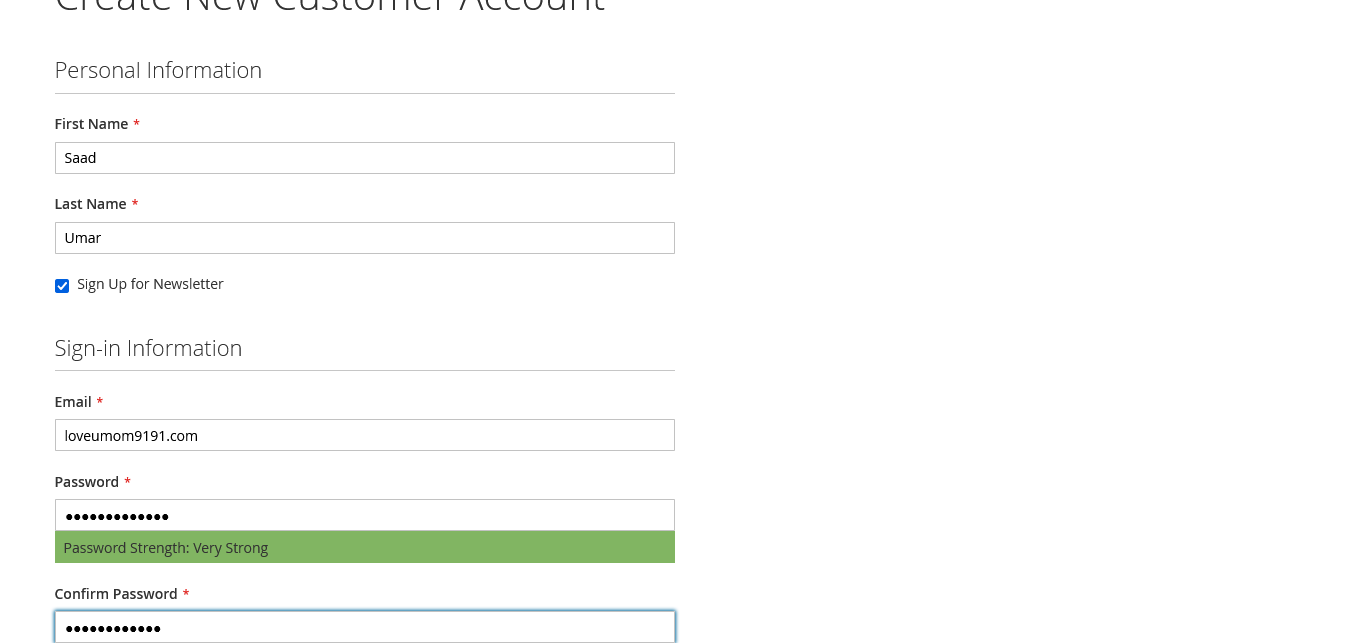 Create New Customer Account
Personal Information
First Name *
Saad
Last Name *
Umar
Sign Up for Newsletter
Sign-in Information
Email *
loveumom9191.com
Password *
•••••••••••••
Password Strength: Very Strong
Confirm Password *
••••••••••••